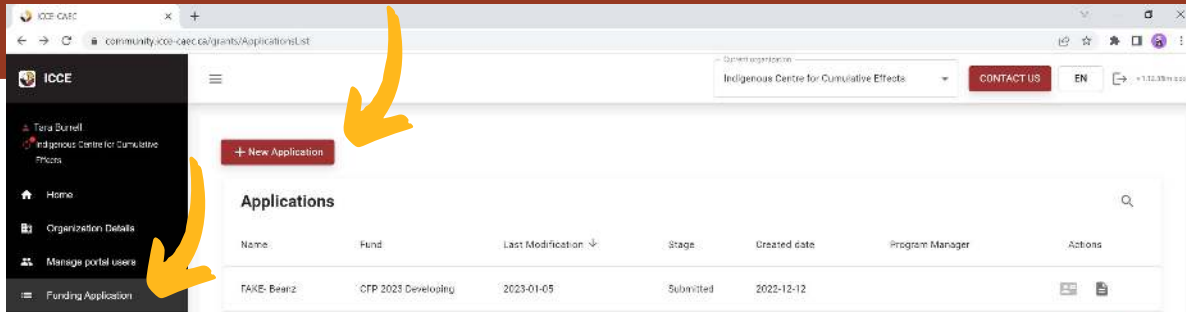 ICCE-CAEC
community.icce-caec.ca/grants/ApplicationsList
ICCE
Current organization
Indigenous Centre for Cumulative Effects
CONTACT US
EN
Tara Burrell
Indigenous Centre for Cumulative
Effects
Home
Organization Details
Manage portal users
Funding Application
+ New Application
Applications
Name Fund Last Modification Stage Created date Program Manager Actions
FAKE- Beanz CFP 2023 Developing 2023-01-05 Submitted 2022-12-12